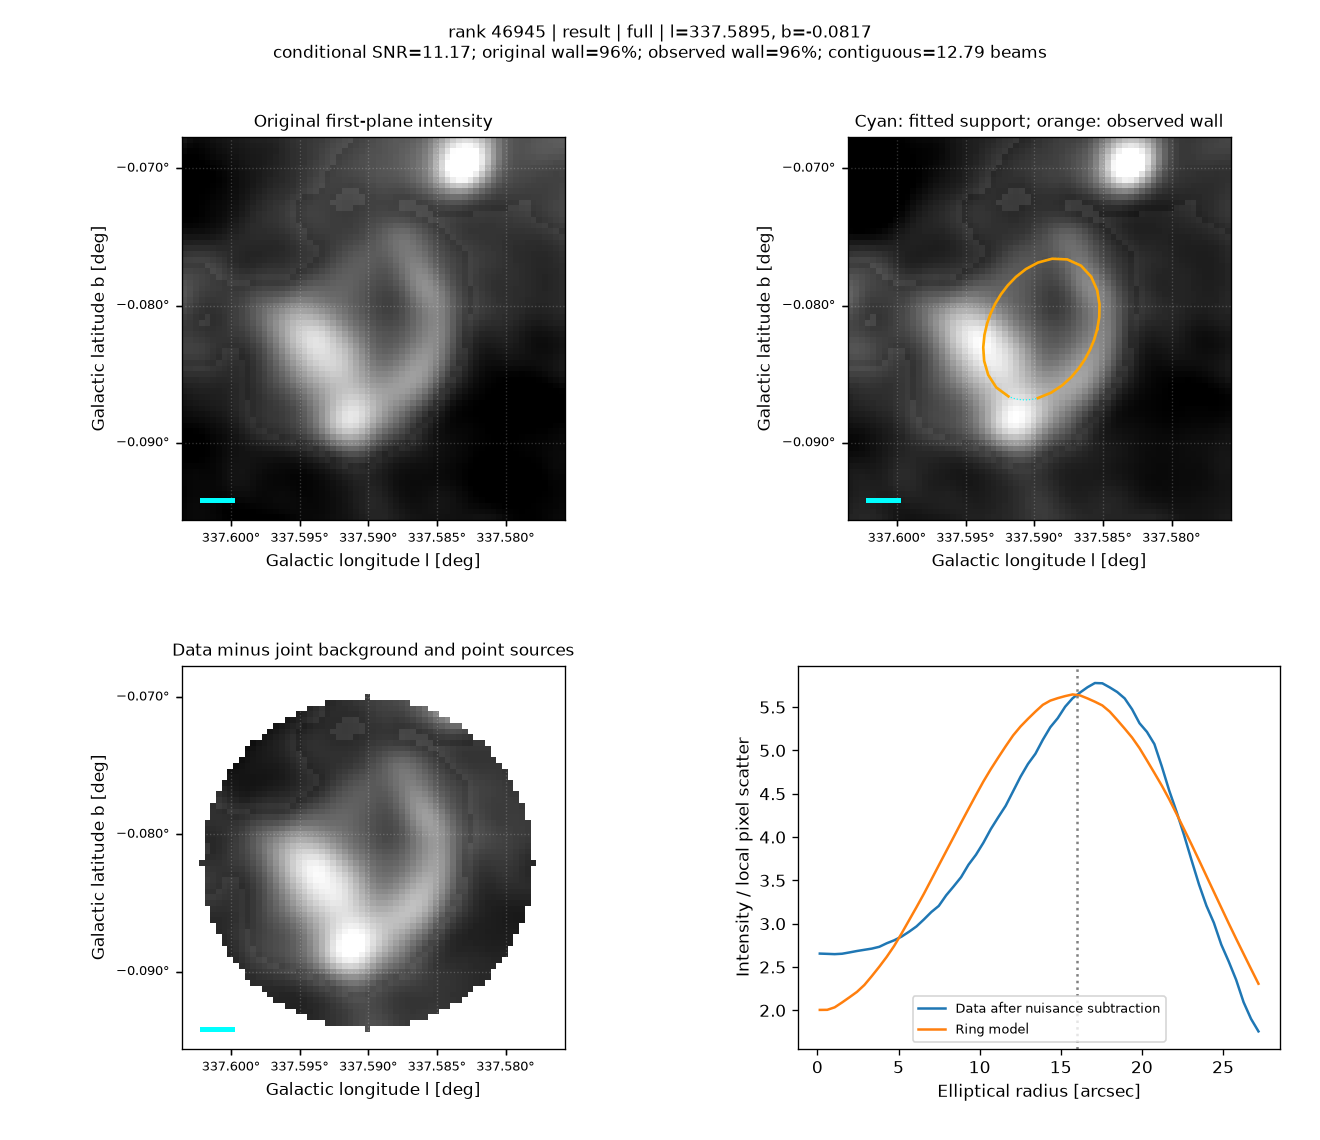 rank 46945 | result | full | l=337.5895, b=-0.0817
conditional SNR=11.17; original wall=96%; observed wall=96%; contiguous=12.79 beams
Original first-plane intensity
−0.070°
−0.080°
−0.090°
Galactic latitude b [deg]
337.600° 337.595° 337.590° 337.585° 337.580°
Galactic longitude l [deg]
Cyan: fitted support; orange: observed wall
−0.070°
−0.080°
−0.090°
Galactic latitude b [deg]
337.600° 337.595° 337.590° 337.585° 337.580°
Galactic longitude l [deg]
Data minus joint background and point sources
−0.070°
−0.080°
−0.090°
Galactic latitude b [deg]
337.600° 337.595° 337.590° 337.585° 337.580°
Galactic longitude l [deg]
5.5
5.0
4.5
4.0
3.5
3.0
2.5
2.0
Intensity / local pixel scatter
Data after nuisance subtraction
Ring model
0 5 10 15 20 25
Elliptical radius [arcsec]